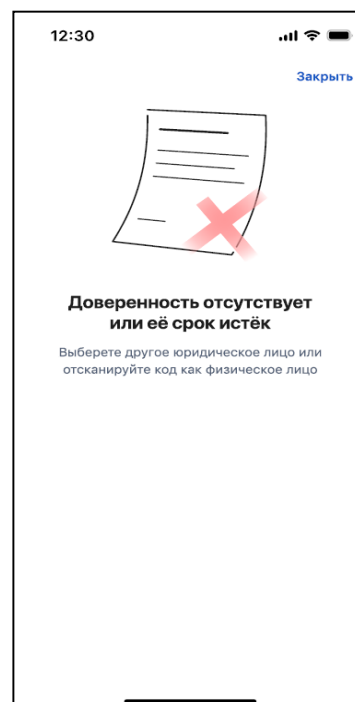 12:30
Закрыть
Доверенность отсутствует
или её срок истёк
Выберете другое юридическое лицо или
отсканируйте код как физическое лицо